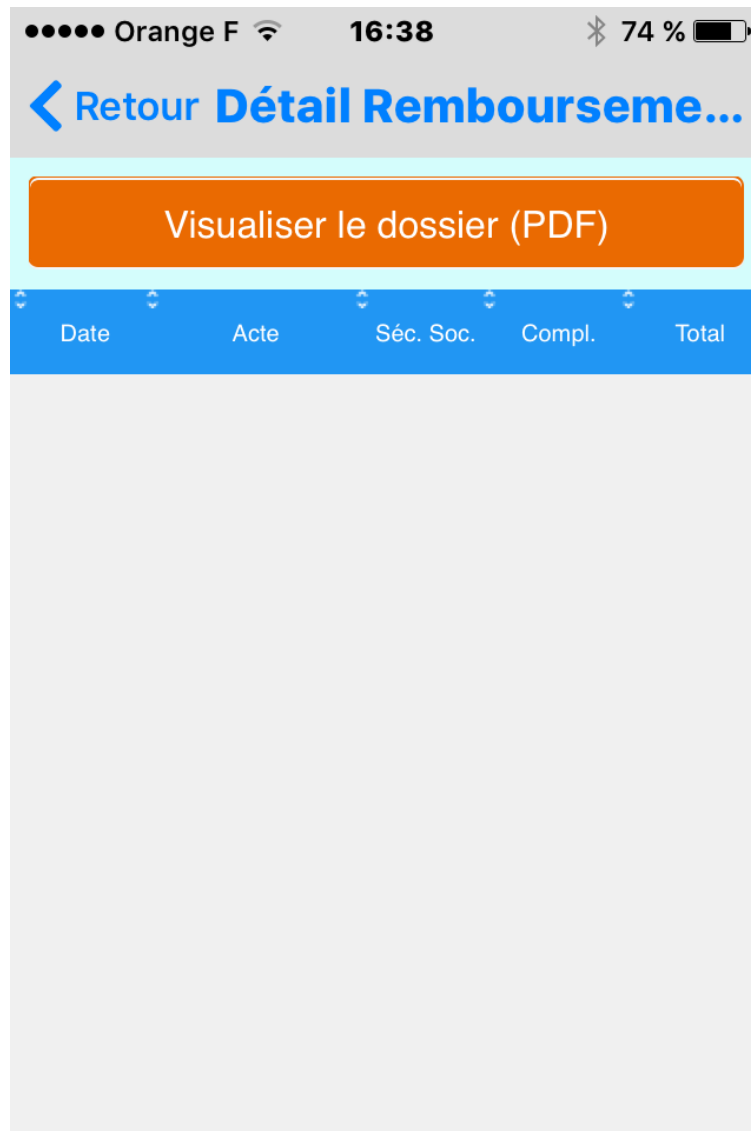 Orange F 16:38 74 %
Retour Détail Rembourseme...
Visualiser le dossier (PDF)
Date Acte Séc. Soc. Compl. Total